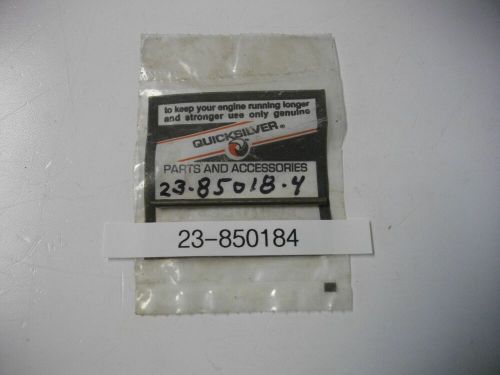 to keep your engine running longer
and stronger use only genuine
QUICKSILVER®
PARTS AND ACCESSORIES
23-85018-4
23-850184